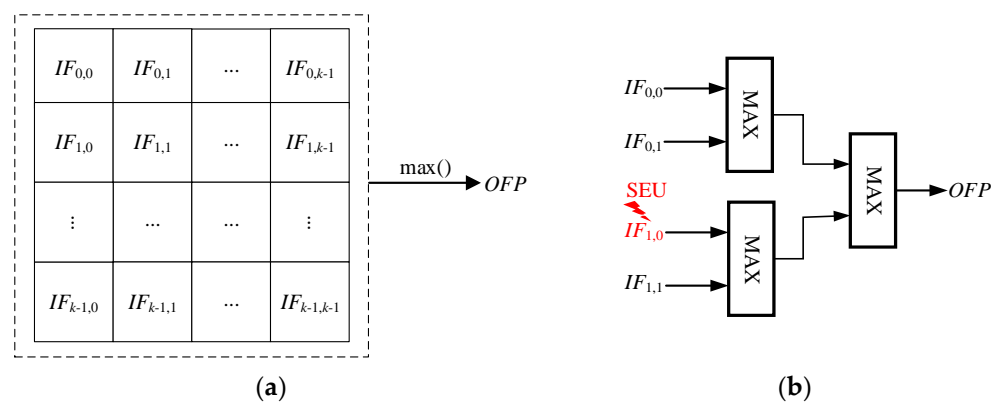 IF0,0 IF0,1 ... IF0,k-1
IF1,0 IF1,1 ... IF1,k-1
⋮ ... ... ⋮
IFk-1,0 IFk-1,1 ... IFk-1,k-1
max()
OFP
(a)
IF0,0
IF0,1
MAX
SEU
IF1,0
IF1,1
MAX
MAX
OFP
(b)